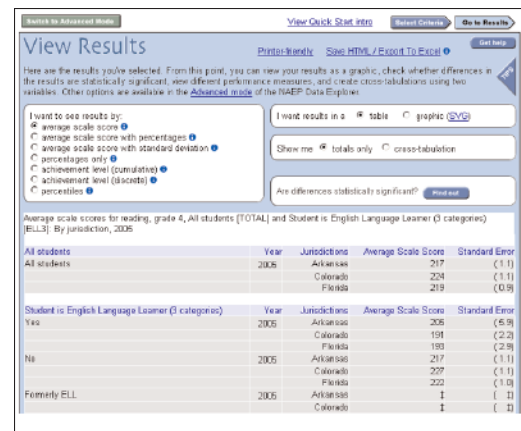 Switch to Advanced Mode
View Quick Start intro
Select Criteria
Go to Results
View Results
Printer-friendly Save HTML / Export To Excel
Get help
TIPS
Here are the results you've selected. From this point, you can view your results as a graphic, check whether differences in
the results are statistically significant, view different performance measures, and create cross-tabulations using two
variables. Other options are available in the Advanced mode of the NAEP Data Explorer.
I want to see results by:
average scale score
average scale score with percentages
average scale score with standard deviation
percentages only
achievement level (cumulative)
achievement level (discrete)
percentiles
I want results in a table graphic (SVG)
Show me totals only cross-tabulation
Are differences statistically significant? Find out
Average scale scores for reading, grade 4, All students [TOTAL] and Student is English Language Learner (3 categories)
[ELL3]: By jurisdiction, 2005
All students Year Jurisdictions Average Scale Score Standard Error
All students 2005 Arkansas 217 (1.1)
Colorado 224 (1.1)
Florida 219 (0.9)
Student is English Language Learner (3 categories) Year Jurisdictions Average Scale Score Standard Error
Yes 2005 Arkansas 205 (5.9)
Colorado 191 (2.2)
Florida 193 (2.9)
No 2005 Arkansas 217 (1.1)
Colorado 227 (1.1)
Florida 222 (1.0)
Formerly ELL 2005 Arkansas ‡ ( ‡)
Colorado ‡ ( ‡)